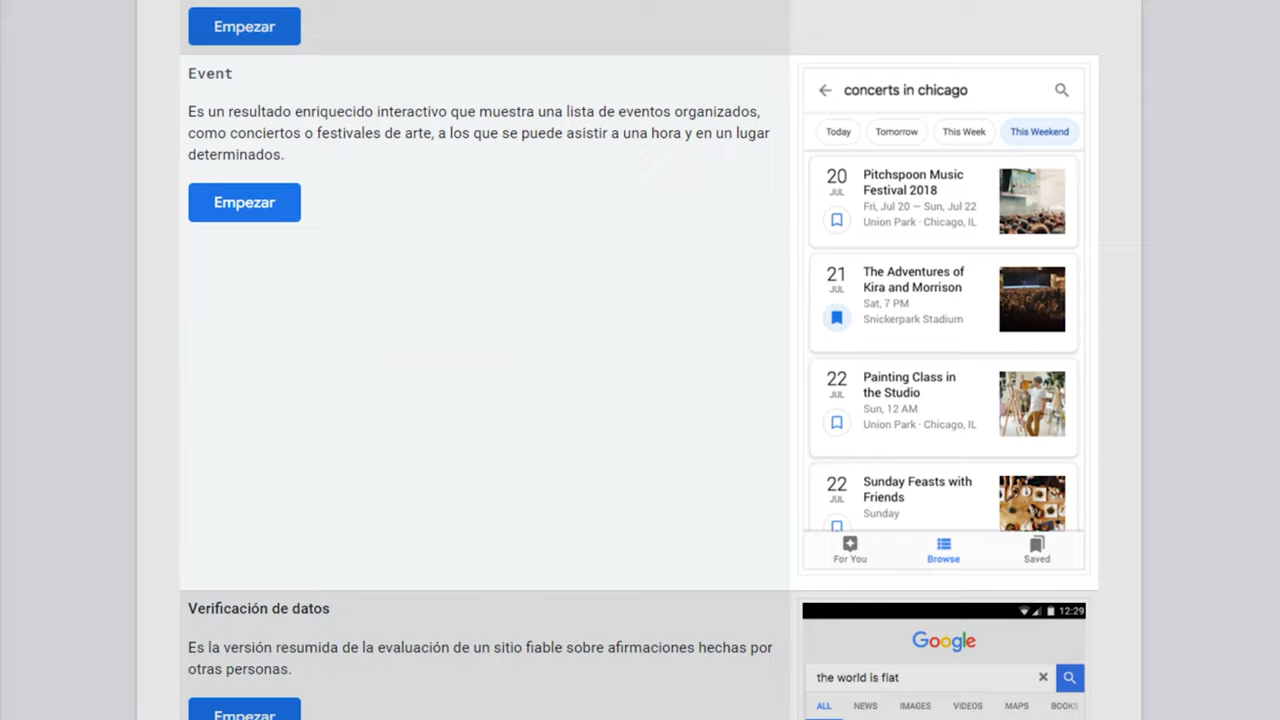 Empezar
Event
Es un resultado enriquecido interactivo que muestra una lista de eventos organizados,
como conciertos o festivales de arte, a los que se puede asistir a una hora y en un lugar
determinados.
Empezar
concerts in chicago
Today Tomorrow This Week This Weekend
20
JUL
Pitchspoon Music
Festival 2018
Fri, Jul 20 – Sun, Jul 22
Union Park · Chicago, IL
21
JUL
The Adventures of
Kira and Morrison
Sat, 7 PM
Snickerpark Stadium
22
JUL
Painting Class in
the Studio
Sun, 12 AM
Union Park · Chicago, IL
22
JUL
Sunday Feasts with
Friends
Sunday
For You Browse Saved
Verificación de datos
Es la versión resumida de la evaluación de un sitio fiable sobre afirmaciones hechas por
otras personas.
Empezar
12:29
Google
the world is flat
ALL NEWS IMAGES VIDEOS MAPS BOOKS